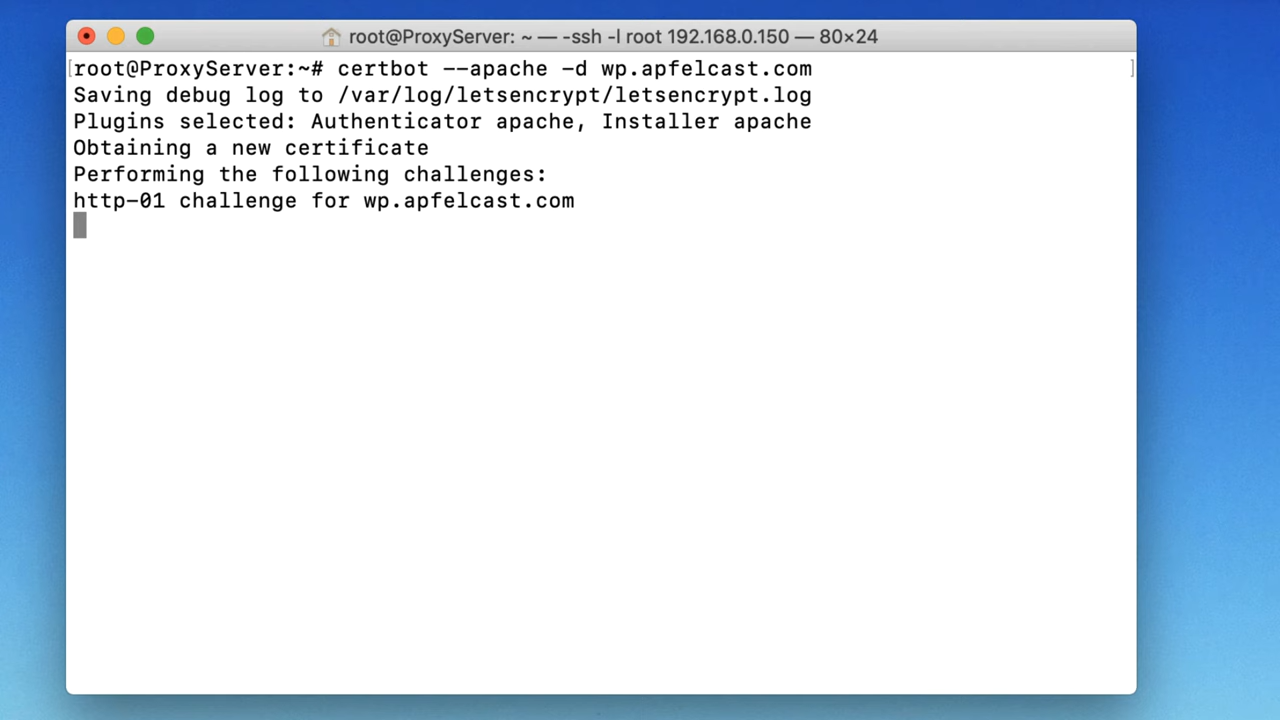 root@ProxyServer: ~ — -ssh -l root 192.168.0.150 — 80×24
[root@ProxyServer:~# certbot --apache -d wp.apfelcast.com ]
Saving debug log to /var/log/letsencrypt/letsencrypt.log
Plugins selected: Authenticator apache, Installer apache
Obtaining a new certificate
Performing the following challenges:
http-01 challenge for wp.apfelcast.com